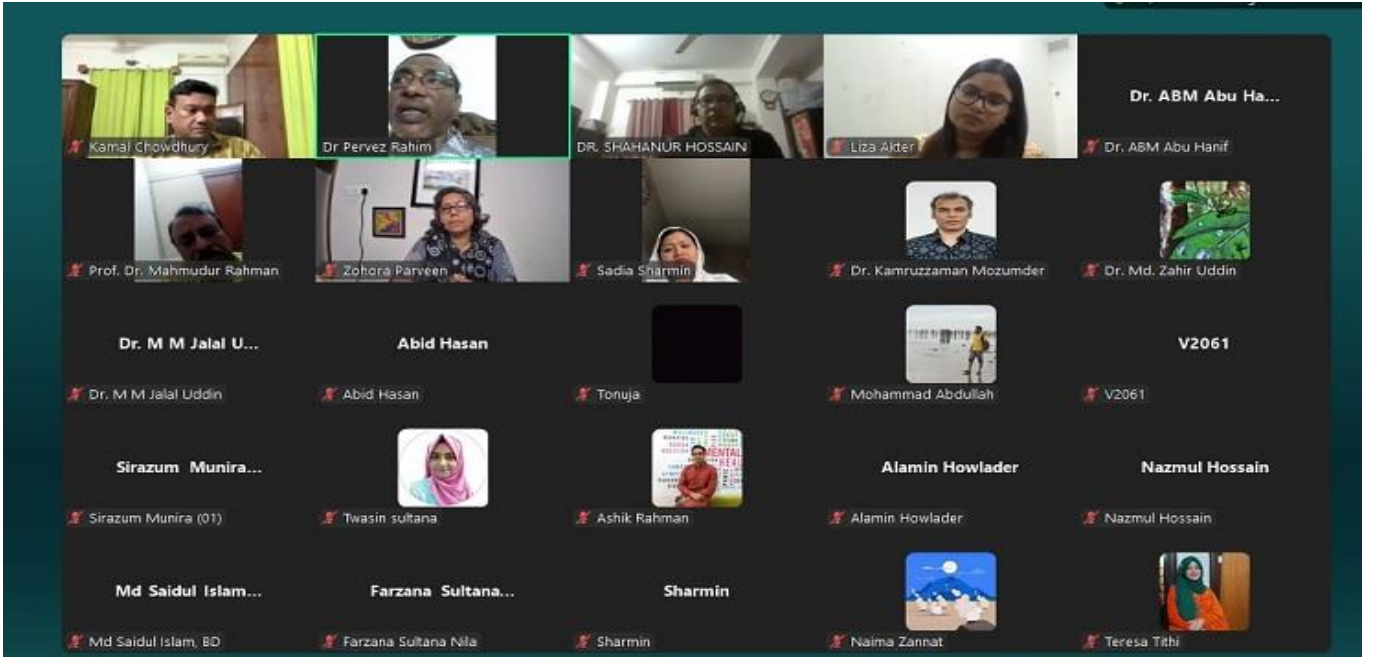 Kamal Chowdhury
Dr Pervez Rahim
DR. SHAHANUR HOSSAIN
Liza Akter
Dr. ABM Abu Ha...
Dr. ABM Abu Hanif
Prof. Dr. Mahmudur Rahman
Zohora Parveen
Sadia Sharmin
Dr. Kamruzzaman Mozumder
Dr. Md. Zahir Uddin
Dr. M M Jalal U...
Dr. M M Jalal Uddin
Abid Hasan
Abid Hasan
Tonuja
Mohammad Abdullah
V2061
V2061
Sirazum Munira...
Sirazum Munira (01)
Twasin sultana
MENTAL
HEAL
Ashik Rahman
Alamin Howlader
Alamin Howlader
Nazmul Hossain
Nazmul Hossain
Md Saidul Islam...
Md Saidul Islam, BD
Farzana Sultana...
Farzana Sultana Nila
Sharmin
Sharmin
Naima Zannat
Teresa Tithi